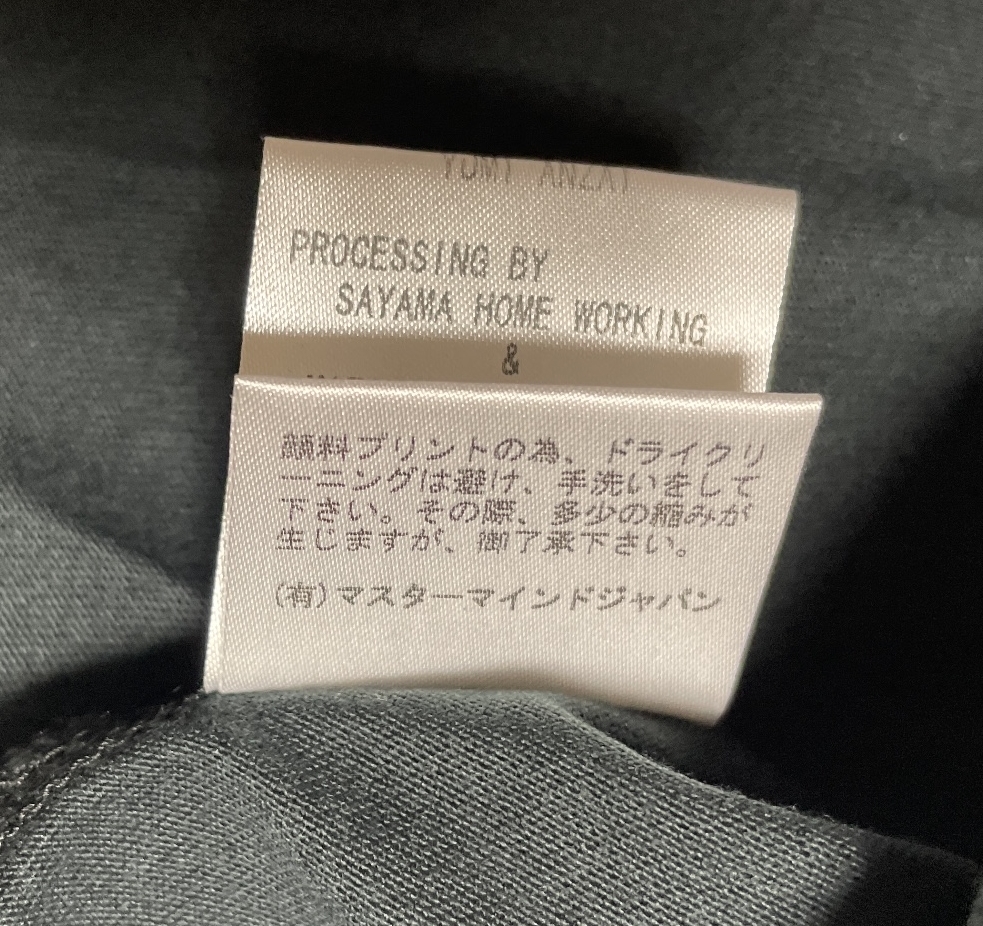 YUMI ANZAI
PROCESSING BY
SAYAMA HOME WORKING
&
顔料プリントの為、ドライクリ
ーニングは避け、手洗いをして
下さい。その際、多少の縮みが
生じますが、御了承下さい。
(有)マスターマインドジャパン